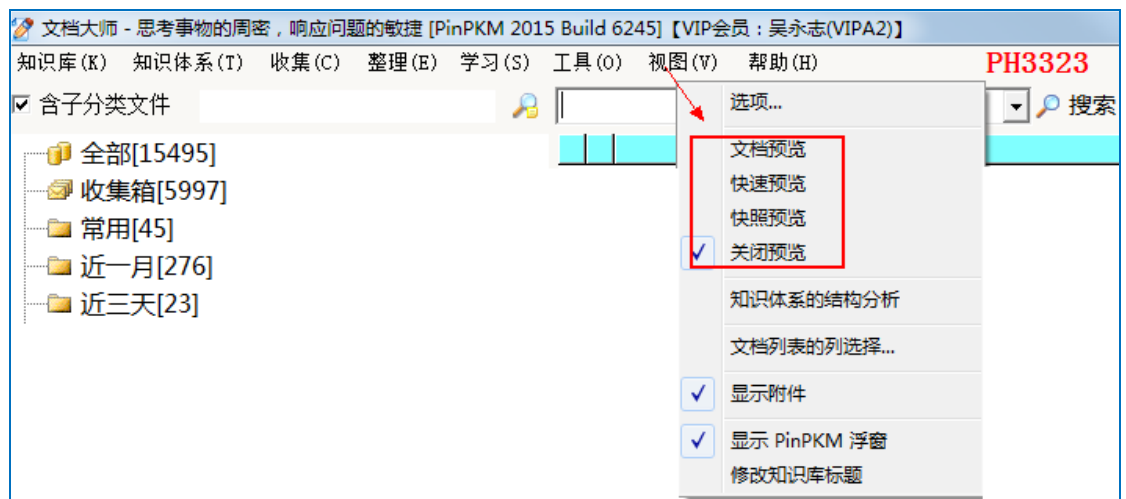 文档大师 - 思考事物的周密，响应问题的敏捷 [PinPKM 2015 Build 6245]【VIP会员：吴永志(VIPA2)】
知识库(K) 知识体系(T) 收集(C) 整理(E) 学习(S) 工具(O) 视图(V) 帮助(H) PH3323
含子分类文件 搜索
全部[15495]
收集箱[5997]
常用[45]
近一月[276]
近三天[23]
选项...
文档预览
快速预览
快照预览
关闭预览
知识体系的结构分析
文档列表的列选择...
显示附件
显示 PinPKM 浮窗
修改知识库标题